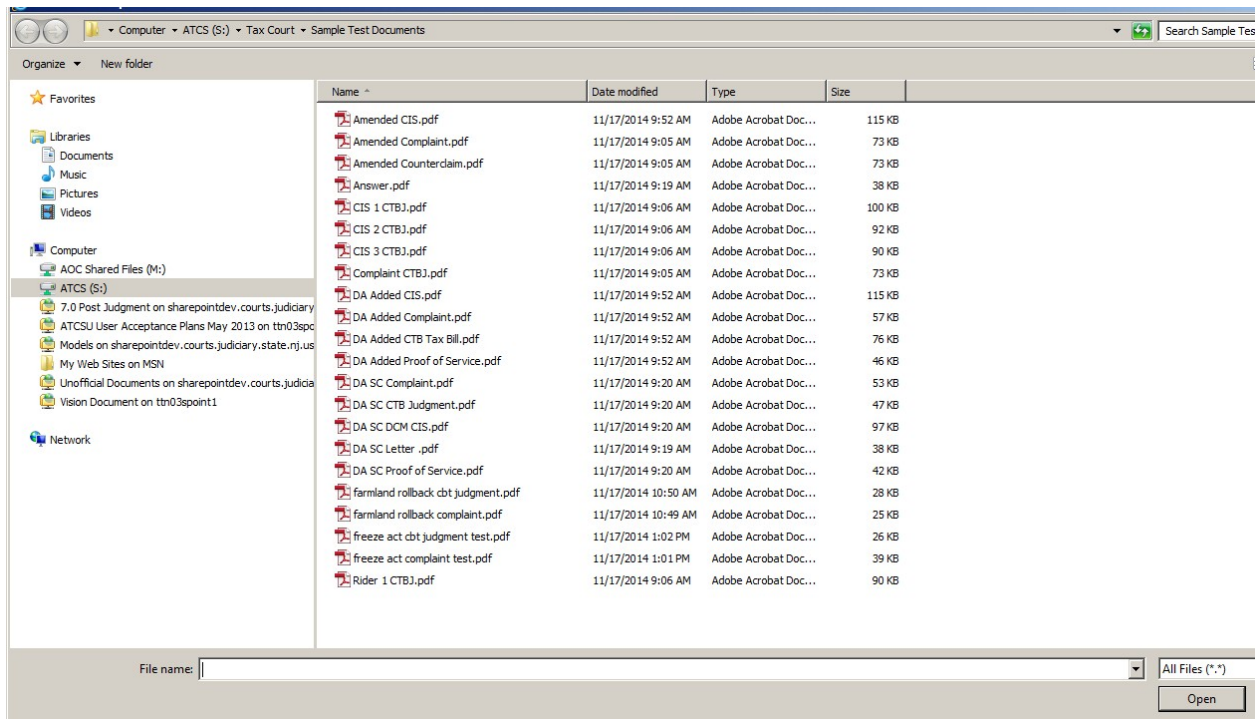 Computer ▾ ATCS (S:) ▾ Tax Court ▾ Sample Test Documents
Search Sample Tes
Organize ▾ New folder
Favorites
Libraries
Documents
Music
Pictures
Videos
Computer
AOC Shared Files (M:)
ATCS (S:)
7.0 Post Judgment on sharepointdev.courts.judiciary
ATCSU User Acceptance Plans May 2013 on ttn03spo
Models on sharepointdev.courts.judiciary.state.nj.us
My Web Sites on MSN
Unofficial Documents on sharepointdev.courts.judicia
Vision Document on ttn03spoint1
Network
Name Date modified Type Size
Amended CIS.pdf 11/17/2014 9:52 AM Adobe Acrobat Doc... 115 KB
Amended Complaint.pdf 11/17/2014 9:05 AM Adobe Acrobat Doc... 73 KB
Amended Counterclaim.pdf 11/17/2014 9:05 AM Adobe Acrobat Doc... 73 KB
Answer.pdf 11/17/2014 9:19 AM Adobe Acrobat Doc... 38 KB
CIS 1 CTBJ.pdf 11/17/2014 9:06 AM Adobe Acrobat Doc... 100 KB
CIS 2 CTBJ.pdf 11/17/2014 9:06 AM Adobe Acrobat Doc... 92 KB
CIS 3 CTBJ.pdf 11/17/2014 9:06 AM Adobe Acrobat Doc... 90 KB
Complaint CTBJ.pdf 11/17/2014 9:05 AM Adobe Acrobat Doc... 73 KB
DA Added CIS.pdf 11/17/2014 9:52 AM Adobe Acrobat Doc... 115 KB
DA Added Complaint.pdf 11/17/2014 9:52 AM Adobe Acrobat Doc... 57 KB
DA Added CTB Tax Bill.pdf 11/17/2014 9:52 AM Adobe Acrobat Doc... 76 KB
DA Added Proof of Service.pdf 11/17/2014 9:52 AM Adobe Acrobat Doc... 46 KB
DA SC Complaint.pdf 11/17/2014 9:20 AM Adobe Acrobat Doc... 53 KB
DA SC CTB Judgment.pdf 11/17/2014 9:20 AM Adobe Acrobat Doc... 47 KB
DA SC DCM CIS.pdf 11/17/2014 9:20 AM Adobe Acrobat Doc... 97 KB
DA SC Letter .pdf 11/17/2014 9:19 AM Adobe Acrobat Doc... 38 KB
DA SC Proof of Service.pdf 11/17/2014 9:20 AM Adobe Acrobat Doc... 42 KB
farmland rollback cbt judgment.pdf 11/17/2014 10:50 AM Adobe Acrobat Doc... 28 KB
farmland rollback complaint.pdf 11/17/2014 10:49 AM Adobe Acrobat Doc... 25 KB
freeze act cbt judgment test.pdf 11/17/2014 1:02 PM Adobe Acrobat Doc... 26 KB
freeze act complaint test.pdf 11/17/2014 1:01 PM Adobe Acrobat Doc... 39 KB
Rider 1 CTBJ.pdf 11/17/2014 9:06 AM Adobe Acrobat Doc... 90 KB
File name:
All Files (*.*)
Open